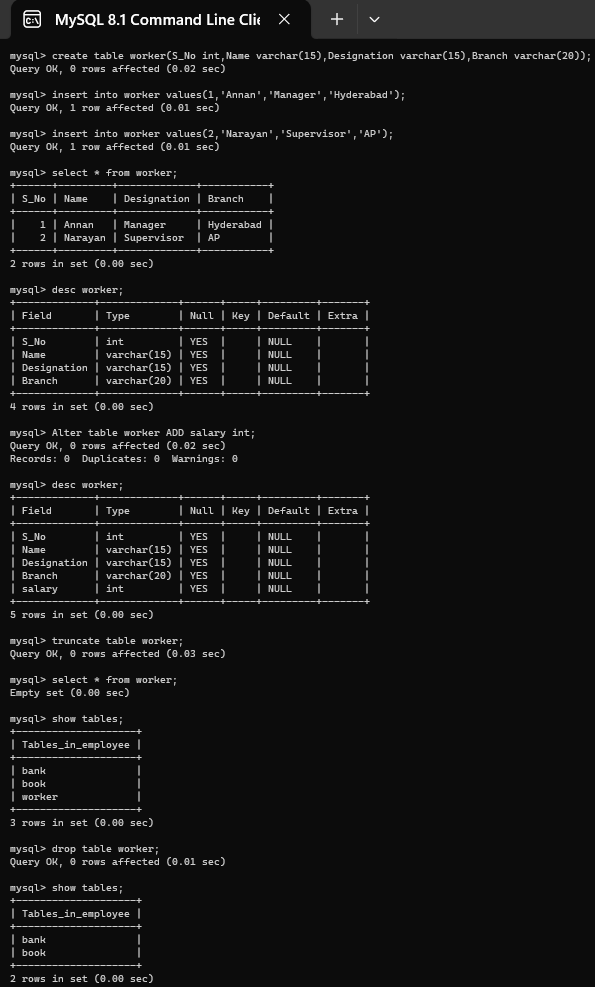 MySQL 8.1 Command Line Clie
mysql> create table worker(S_No int,Name varchar(15),Designation varchar(15),Branch varchar(20));
Query OK, 0 rows affected (0.02 sec)
mysql> insert into worker values(1,'Annan','Manager','Hyderabad');
Query OK, 1 row affected (0.01 sec)
mysql> insert into worker values(2,'Narayan','Supervisor','AP');
Query OK, 1 row affected (0.01 sec)
mysql> select * from worker;
+------+---------+-------------+-----------+
| S_No | Name    | Designation | Branch    |
+------+---------+-------------+-----------+
|    1 | Annan   | Manager     | Hyderabad |
|    2 | Narayan | Supervisor  | AP        |
+------+---------+-------------+-----------+
2 rows in set (0.00 sec)
mysql> desc worker;
+-------------+-------------+------+-----+---------+-------+
| Field       | Type        | Null | Key | Default | Extra |
+-------------+-------------+------+-----+---------+-------+
| S_No        | int         | YES  |     | NULL    |       |
| Name        | varchar(15) | YES  |     | NULL    |       |
| Designation | varchar(15) | YES  |     | NULL    |       |
| Branch      | varchar(20) | YES  |     | NULL    |       |
+-------------+-------------+------+-----+---------+-------+
4 rows in set (0.00 sec)
mysql> Alter table worker ADD salary int;
Query OK, 0 rows affected (0.02 sec)
Records: 0  Duplicates: 0  Warnings: 0
mysql> desc worker;
+-------------+-------------+------+-----+---------+-------+
| Field       | Type        | Null | Key | Default | Extra |
+-------------+-------------+------+-----+---------+-------+
| S_No        | int         | YES  |     | NULL    |       |
| Name        | varchar(15) | YES  |     | NULL    |       |
| Designation | varchar(15) | YES  |     | NULL    |       |
| Branch      | varchar(20) | YES  |     | NULL    |       |
| salary      | int         | YES  |     | NULL    |       |
+-------------+-------------+------+-----+---------+-------+
5 rows in set (0.00 sec)
mysql> truncate table worker;
Query OK, 0 rows affected (0.03 sec)
mysql> select * from worker;
Empty set (0.00 sec)
mysql> show tables;
+--------------------+
| Tables_in_employee |
+--------------------+
| bank               |
| book               |
| worker             |
+--------------------+
3 rows in set (0.00 sec)
mysql> drop table worker;
Query OK, 0 rows affected (0.01 sec)
mysql> show tables;
+--------------------+
| Tables_in_employee |
+--------------------+
| bank               |
| book               |
+--------------------+
2 rows in set (0.00 sec)